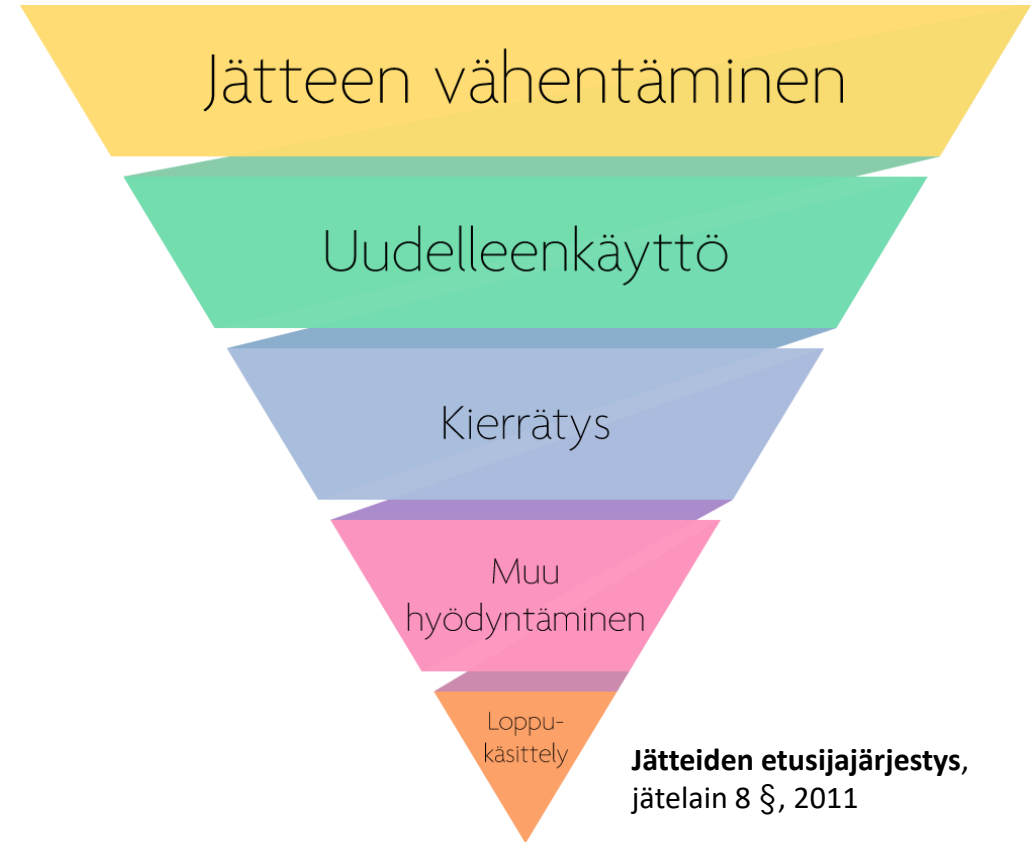 Jätteen vähentäminen
Uudelleenkäyttö
Kierrätys
Muu
hyödyntäminen
Loppu-
käsittely
Jätteiden etusijajärjestys,
jätelain 8 §, 2011